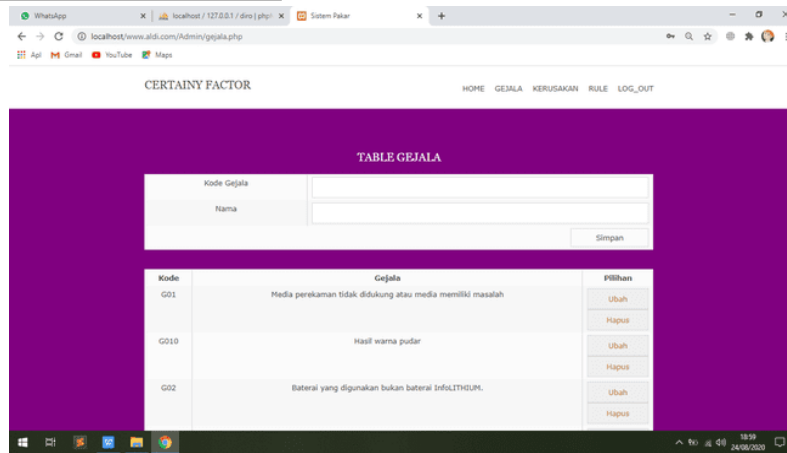 WhatsApp
localhost / 127.0.0.1 / diro | php
Sistem Pakar
localhost/www.aldi.com/Admin/gejala.php
Apl
Gmail
YouTube
Maps
CERTAINY FACTOR
HOME GEJALA KERUSAKAN RULE LOG_OUT
TABLE GEJALA
Kode Gejala
Nama
Simpan
Kode Gejala Pilihan
G01 Media perekaman tidak didukung atau media memiliki masalah Ubah
Hapus
G010 Hasil warna pudar Ubah
Hapus
G02 Baterai yang digunakan bukan baterai InfoLITHIUM. Ubah
Hapus
18:59
24/08/2020